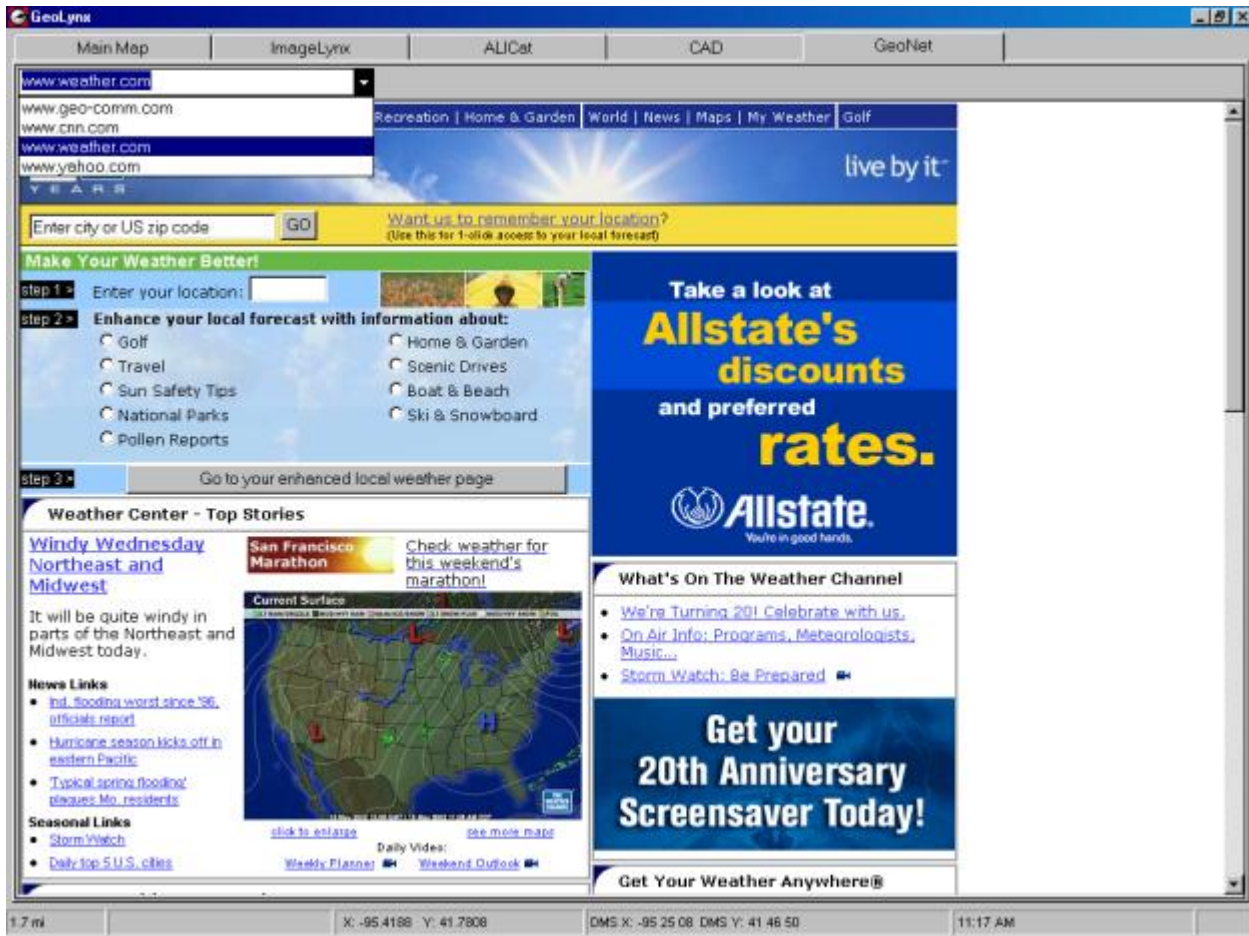 GeoLynx
Main Map
ImageLynx
ALICat
CAD
GeoNet
www.weather.com
www.geo-comm.com
www.cnn.com
www.weather.com
www.yahoo.com
Recreation | Home & Garden | World | News | Maps | My Weather | Golf
YEARS
live by it
Enter city or US zip code
GO
Want us to remember your location?
(Use this for 1-click access to your local forecast)
Make Your Weather Better!
step 1 > Enter your location:
step 2 > Enhance your local forecast with information about:
Golf
Home & Garden
Travel
Scenic Drives
Sun Safety Tips
Boat & Beach
National Parks
Ski & Snowboard
Pollen Reports
step 3 > Go to your enhanced local weather page
Take a look at
Allstate's
discounts
and preferred
rates.
Allstate.
You're in good hands.
Weather Center - Top Stories
Windy Wednesday
Northeast and
Midwest
It will be quite windy in
parts of the Northeast and
Midwest today.
San Francisco
Marathon
Check weather for
this weekend's
marathon!
Current Surface
L
L
L
H
THE WEATHER CHANNEL
News Links
Ind. flooding worst since '96,
officials report
Hurricane season kicks off in
eastern Pacific
'Typical spring flooding'
plagues Mo. residents
Seasonal Links
Storm Watch
Daily top 5 U.S. cities
click to enlarge
see more maps
Daily Video:
Weekly Planner
Weekend Outlook
What's On The Weather Channel
We're Turning 20! Celebrate with us.
On Air Info: Programs, Meteorologists,
Music...
Storm Watch: Be Prepared
Get your
20th Anniversary
Screensaver Today!
Get Your Weather Anywhere®
1.7 mi
X: -95.4188 Y: 41.7808
DMS X: -95 25 08 DMS Y: 41 46 50
11:17 AM